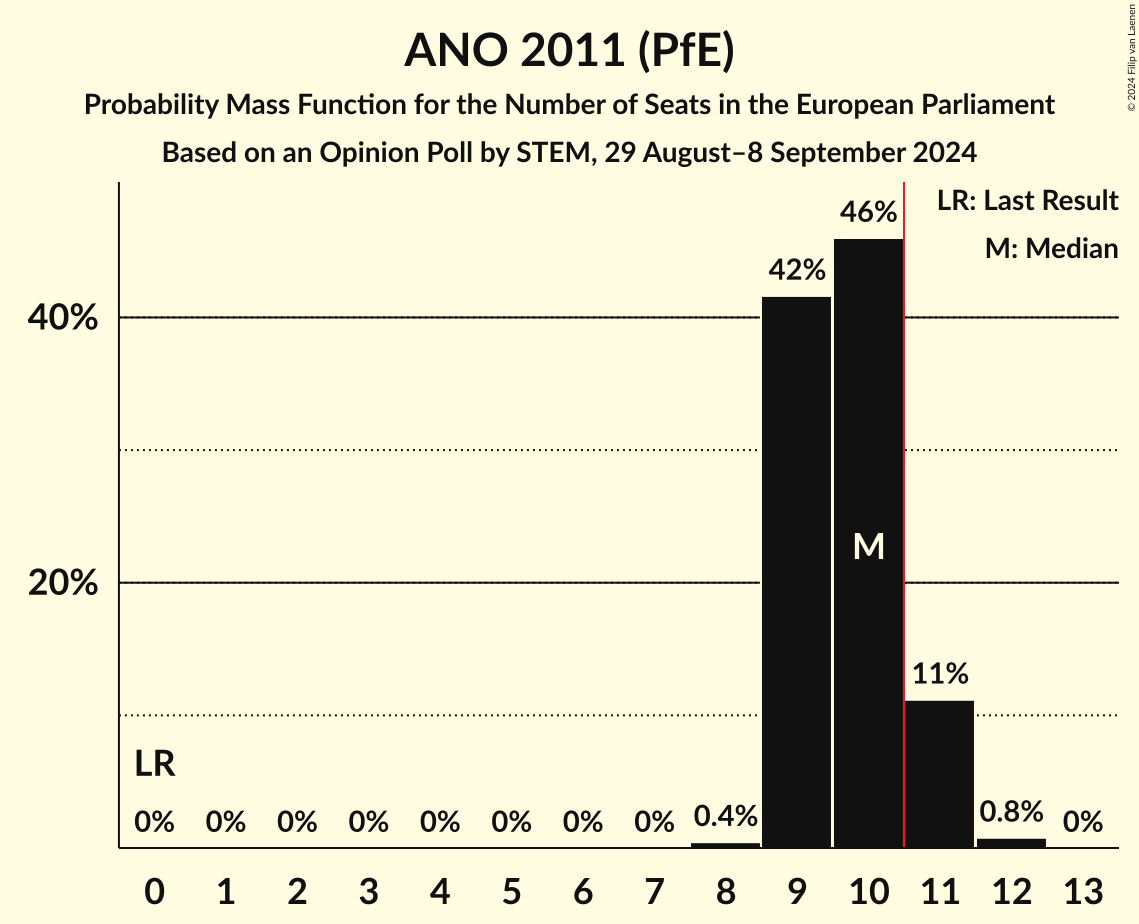 ANO 2011 (PfE)
Probability Mass Function for the Number of Seats in the European Parliament
Based on an Opinion Poll by STEM, 29 August–8 September 2024
© 2024 Filip van Laenen
LR: Last Result
M: Median
46%
42%
40%
M
20%
11%
LR
0% 0% 0% 0% 0% 0% 0% 0% 0.4% 0.8% 0%
0 1 2 3 4 5 6 7 8 9 10 11 12 13